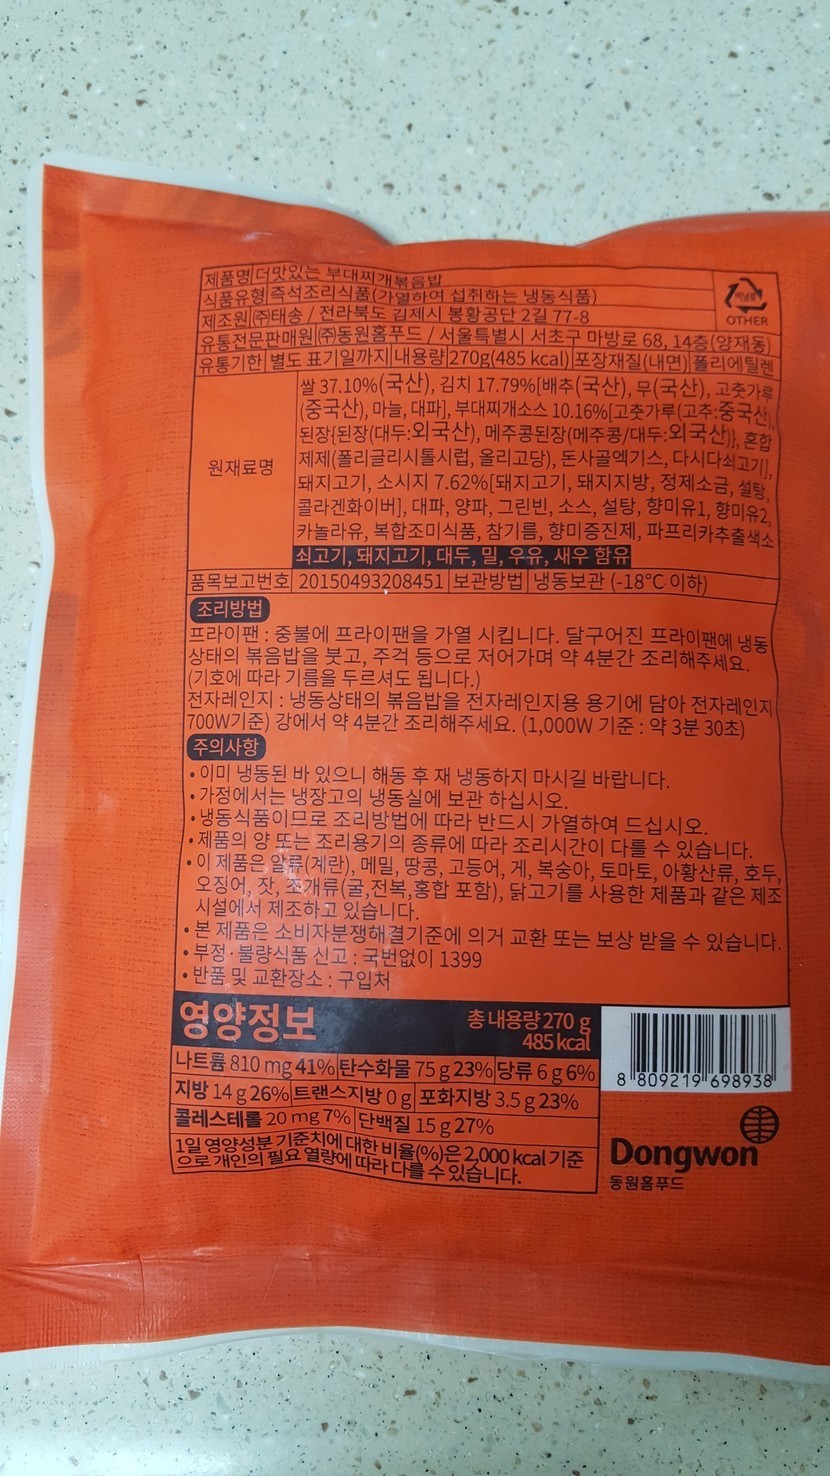 제품명 더맛있는 부대찌개볶음밥
식품유형 즉석조리식품(가열하여 섭취하는 냉동식품)
제조원 (주)태송 / 전라북도 김제시 봉황공단 2길 77-8
비닐류
OTHER
유통전문판매원 (주)동원홈푸드 / 서울특별시 서초구 마방로 68, 14층(양재동)
유통기한 별도 표기일까지 내용량 270g(485 kcal) 포장재질(내면) 폴리에틸렌
원재료명
쌀 37.10%(국산), 김치 17.79%[배추(국산), 무(국산), 고춧가루
(중국산), 마늘, 대파], 부대찌개소스 10.16%[고춧가루(고추:중국산),
된장{된장(대두:외국산), 메주콩된장(메주콩/대두:외국산)}, 혼합
제제(폴리글리시톨시럽, 올리고당), 돈사골엑기스, 다시다쇠고기],
돼지고기, 소시지 7.62%[돼지고기, 돼지지방, 정제소금, 설탕,
콜라겐화이버], 대파, 양파, 그린빈, 소스, 설탕, 향미유1, 향미유2,
카놀라유, 복합조미식품, 참기름, 향미증진제, 파프리카추출색소
쇠고기, 돼지고기, 대두, 밀, 우유, 새우 함유
품목보고번호 20150493208451 보관방법 냉동보관 (-18℃ 이하)
조리방법
프라이팬 : 중불에 프라이팬을 가열 시킵니다. 달구어진 프라이팬에 냉동
상태의 볶음밥을 붓고, 주걱 등으로 저어가며 약 4분간 조리해주세요.
(기호에 따라 기름을 두르셔도 됩니다.)
전자레인지 : 냉동상태의 볶음밥을 전자레인지용 용기에 담아 전자레인지
700W기준) 강에서 약 4분간 조리해주세요. (1,000W 기준 : 약 3분 30초)
주의사항
• 이미 냉동된 바 있으니 해동 후 재 냉동하지 마시길 바랍니다.
• 가정에서는 냉장고의 냉동실에 보관 하십시오.
• 냉동식품이므로 조리방법에 따라 반드시 가열하여 드십시오.
• 제품의 양 또는 조리용기의 종류에 따라 조리시간이 다를 수 있습니다.
• 이 제품은 알류(계란), 메밀, 땅콩, 고등어, 게, 복숭아, 토마토, 아황산류, 호두,
오징어, 잣, 조개류(굴,전복,홍합 포함), 닭고기를 사용한 제품과 같은 제조
시설에서 제조하고 있습니다.
• 본 제품은 소비자분쟁해결기준에 의거 교환 또는 보상 받을 수 있습니다.
• 부정·불량식품 신고 : 국번없이 1399
• 반품 및 교환장소 : 구입처
영양정보
총 내용량 270 g
485 kcal
나트륨 810 mg 41% 탄수화물 75 g 23% 당류 6 g 6%
지방 14 g 26% 트랜스지방 0 g 포화지방 3.5 g 23%
콜레스테롤 20 mg 7% 단백질 15 g 27%
1일 영양성분 기준치에 대한 비율(%)은 2,000 kcal 기준
으로 개인의 필요 열량에 따라 다를 수 있습니다.
8 809219 698938
Dongwon
동원홈푸드